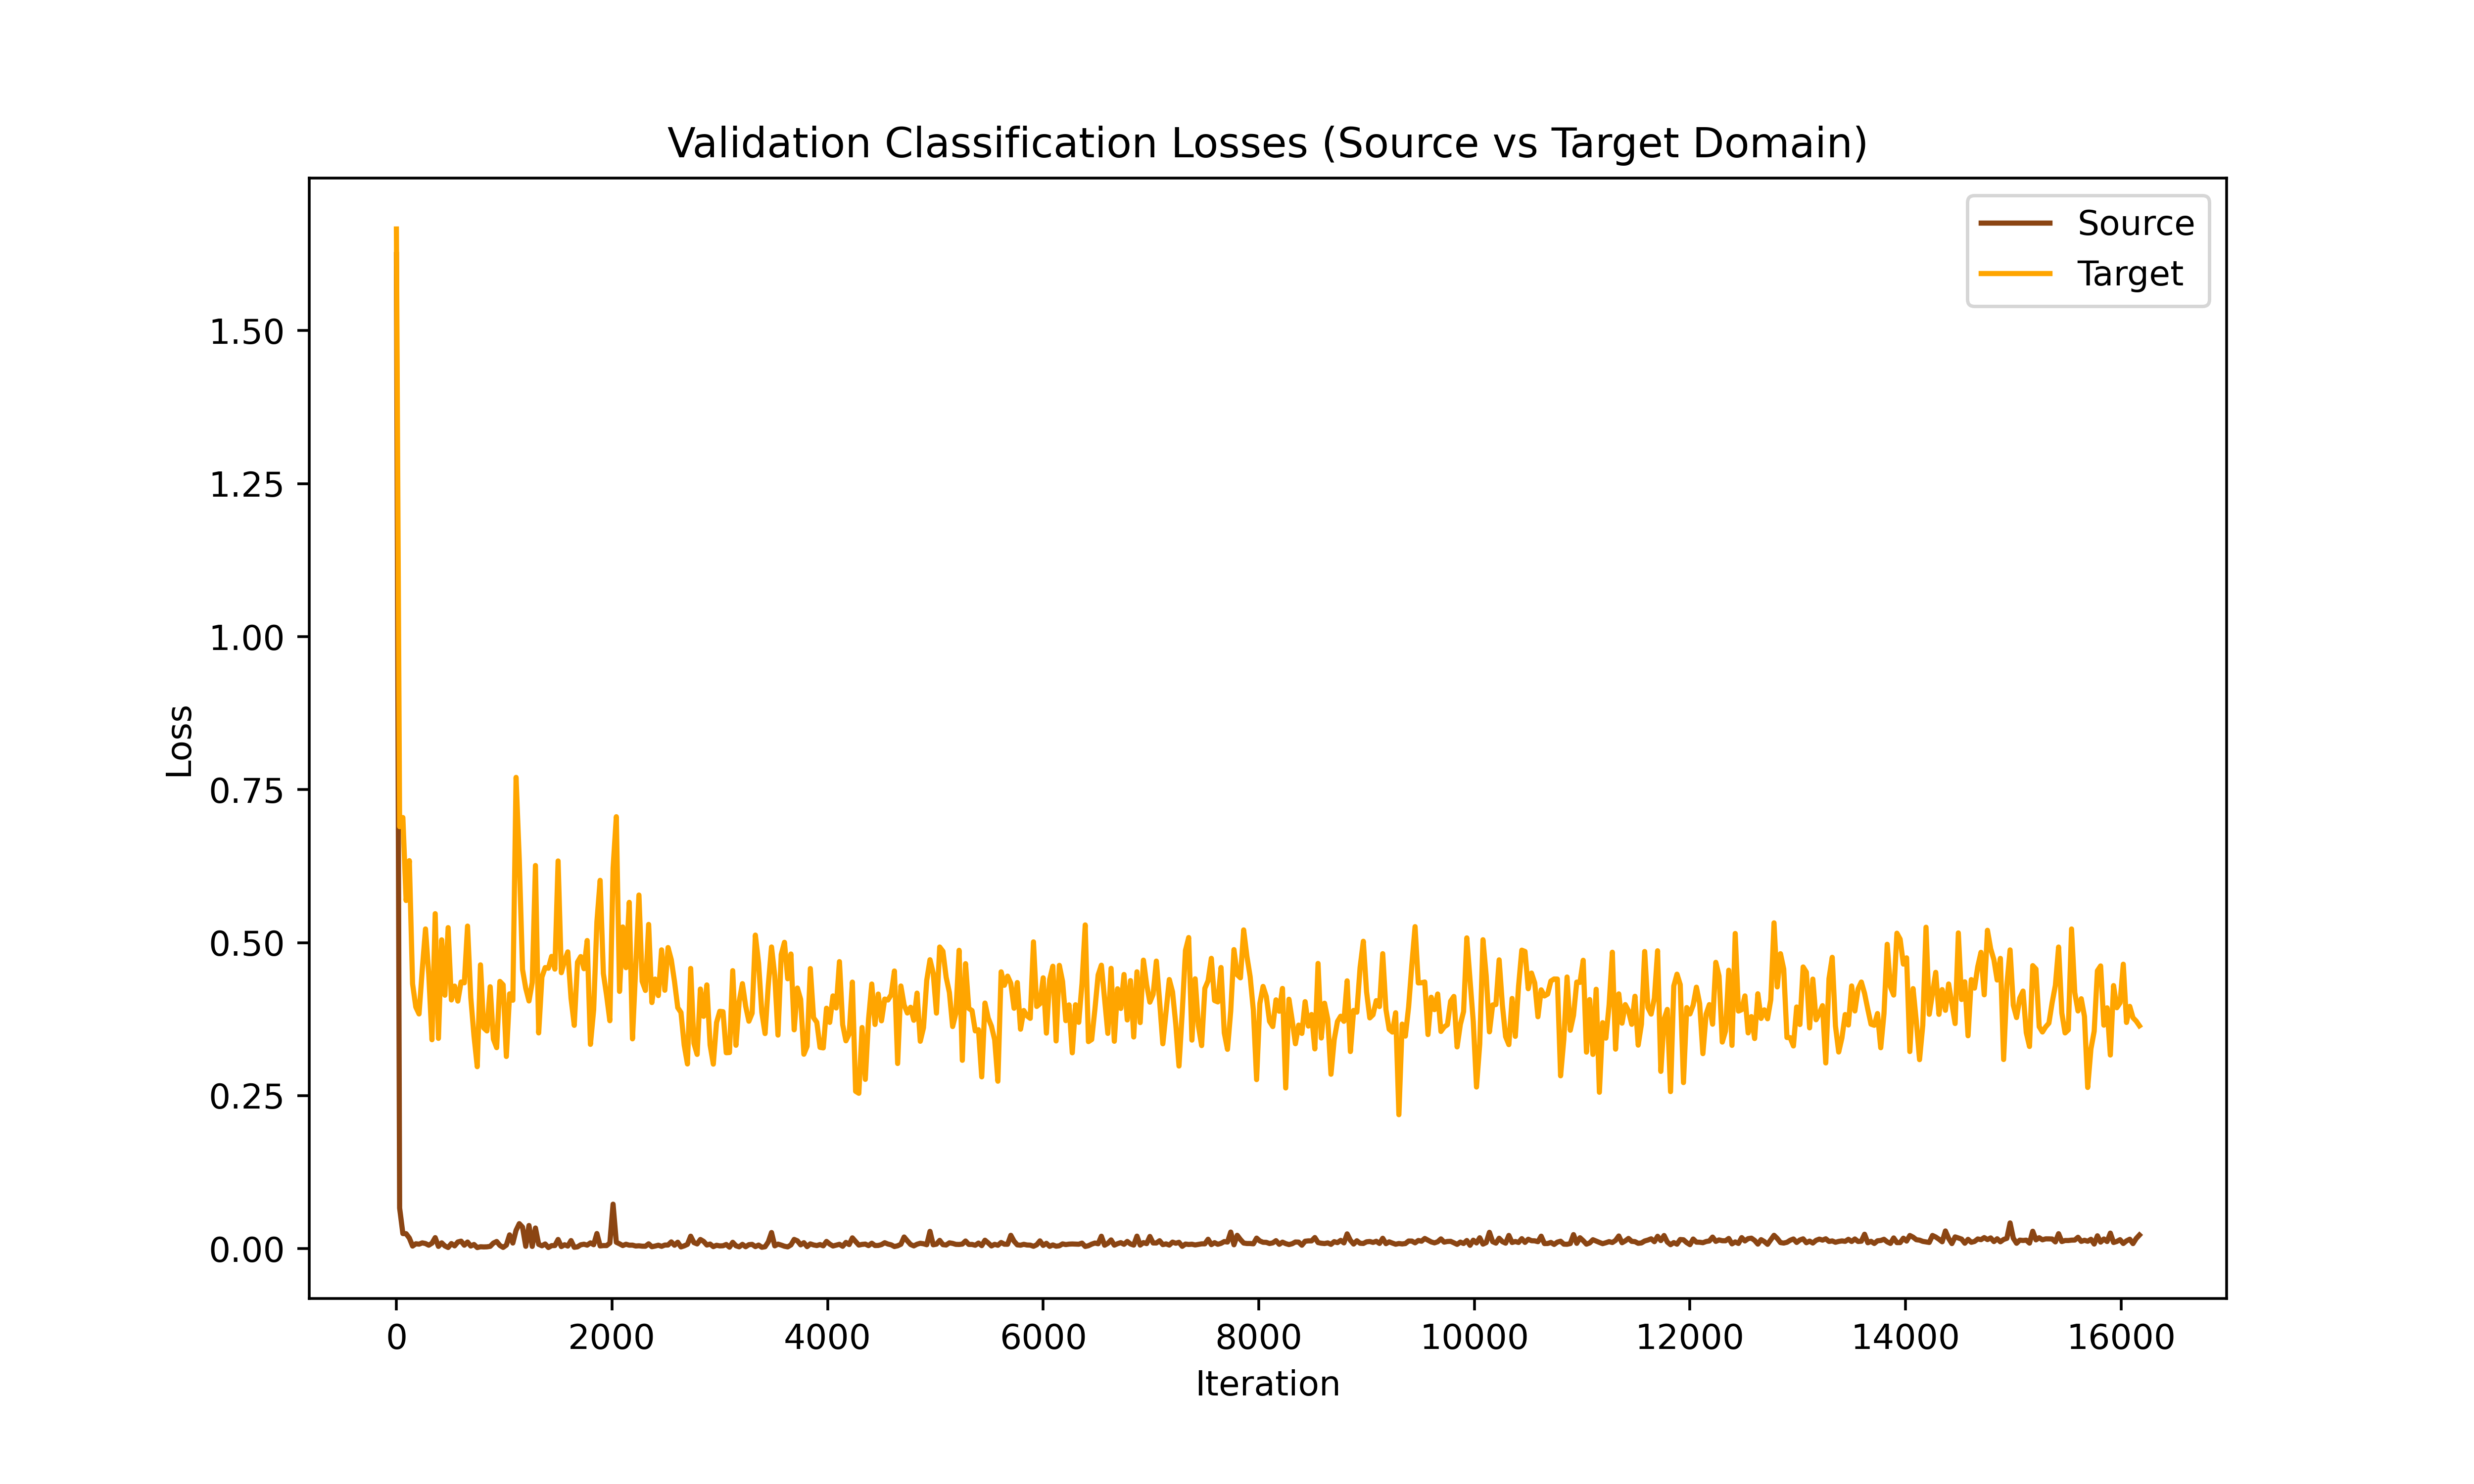 Validation Classification Losses (Source vs Target Domain)
Source
Target
1.50
1.25
1.00
0.75
0.50
0.25
0.00
Loss
0 2000 4000 6000 8000 10000 12000 14000 16000
Iteration